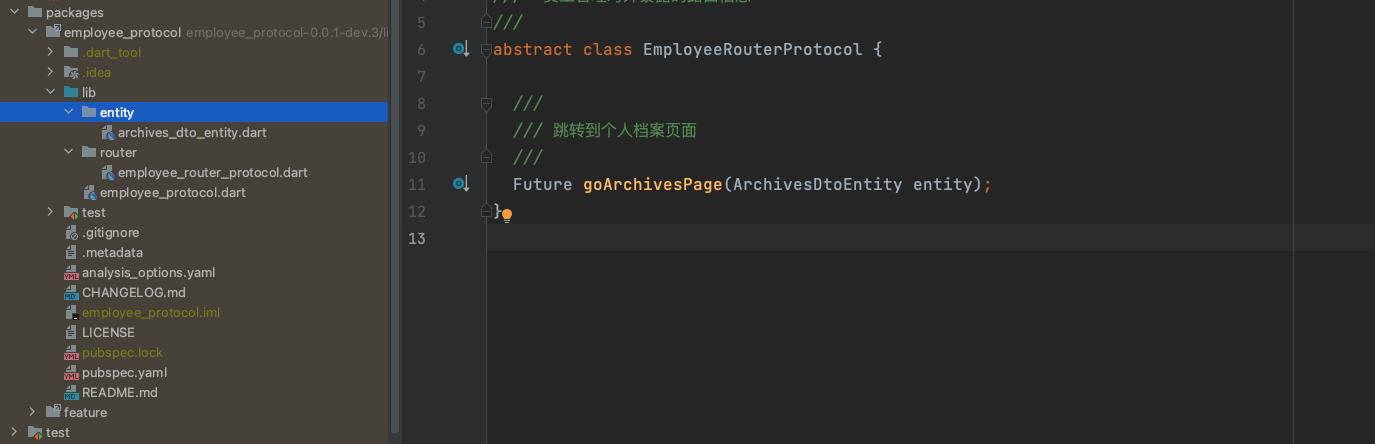 packages
employee_protocol employee_protocol-0.0.1-dev.3/li
.dart_tool
.idea
lib
entity
archives_dto_entity.dart
router
employee_router_protocol.dart
employee_protocol.dart
test
.gitignore
.metadata
analysis_options.yaml
CHANGELOG.md
employee_protocol.iml
LICENSE
pubspec.lock
pubspec.yaml
README.md
feature
test
5 ///
6 abstract class EmployeeRouterProtocol {
7
8 ///
9 /// 跳转到个人档案页面
10 ///
11 Future goArchivesPage(ArchivesDtoEntity entity);
12 }
13